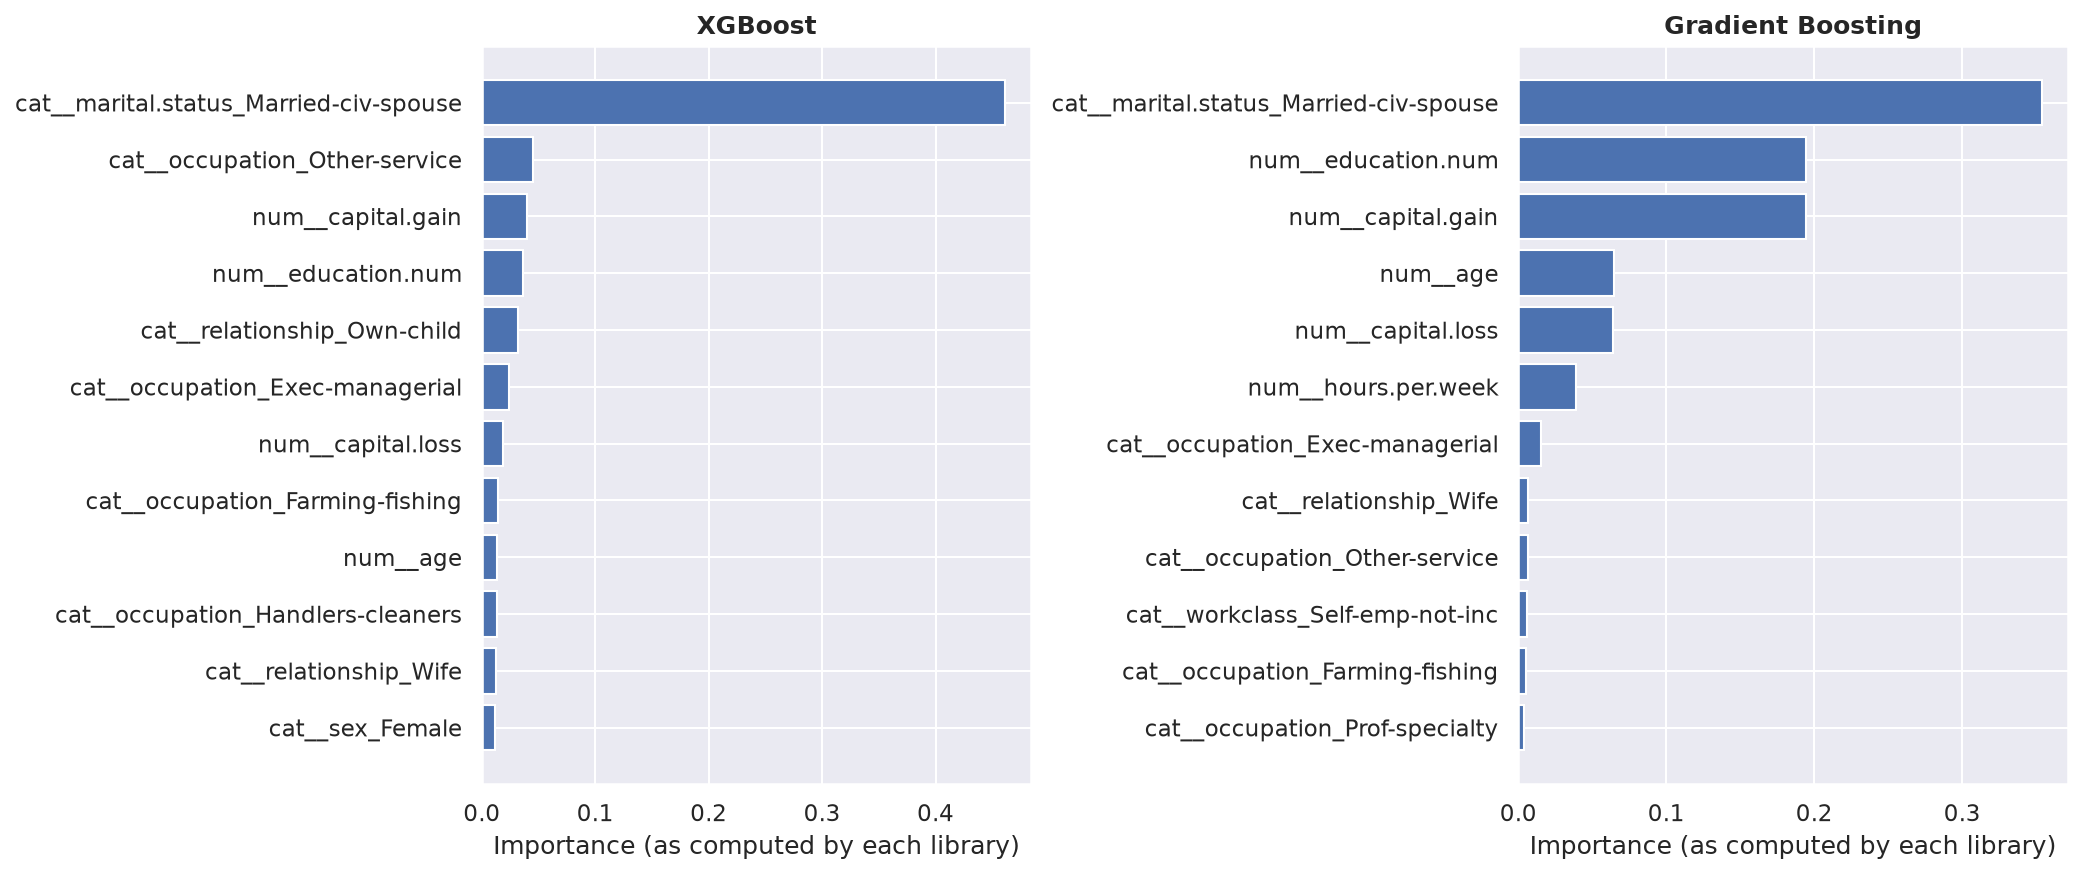 XGBoost
cat__marital.status_Married-civ-spouse
cat__occupation_Other-service
num__capital.gain
num__education.num
cat__relationship_Own-child
cat__occupation_Exec-managerial
num__capital.loss
cat__occupation_Farming-fishing
num__age
cat__occupation_Handlers-cleaners
cat__relationship_Wife
cat__sex_Female
0.0 0.1 0.2 0.3 0.4
Importance (as computed by each library)
Gradient Boosting
cat__marital.status_Married-civ-spouse
num__education.num
num__capital.gain
num__age
num__capital.loss
num__hours.per.week
cat__occupation_Exec-managerial
cat__relationship_Wife
cat__occupation_Other-service
cat__workclass_Self-emp-not-inc
cat__occupation_Farming-fishing
cat__occupation_Prof-specialty
0.0 0.1 0.2 0.3
Importance (as computed by each library)